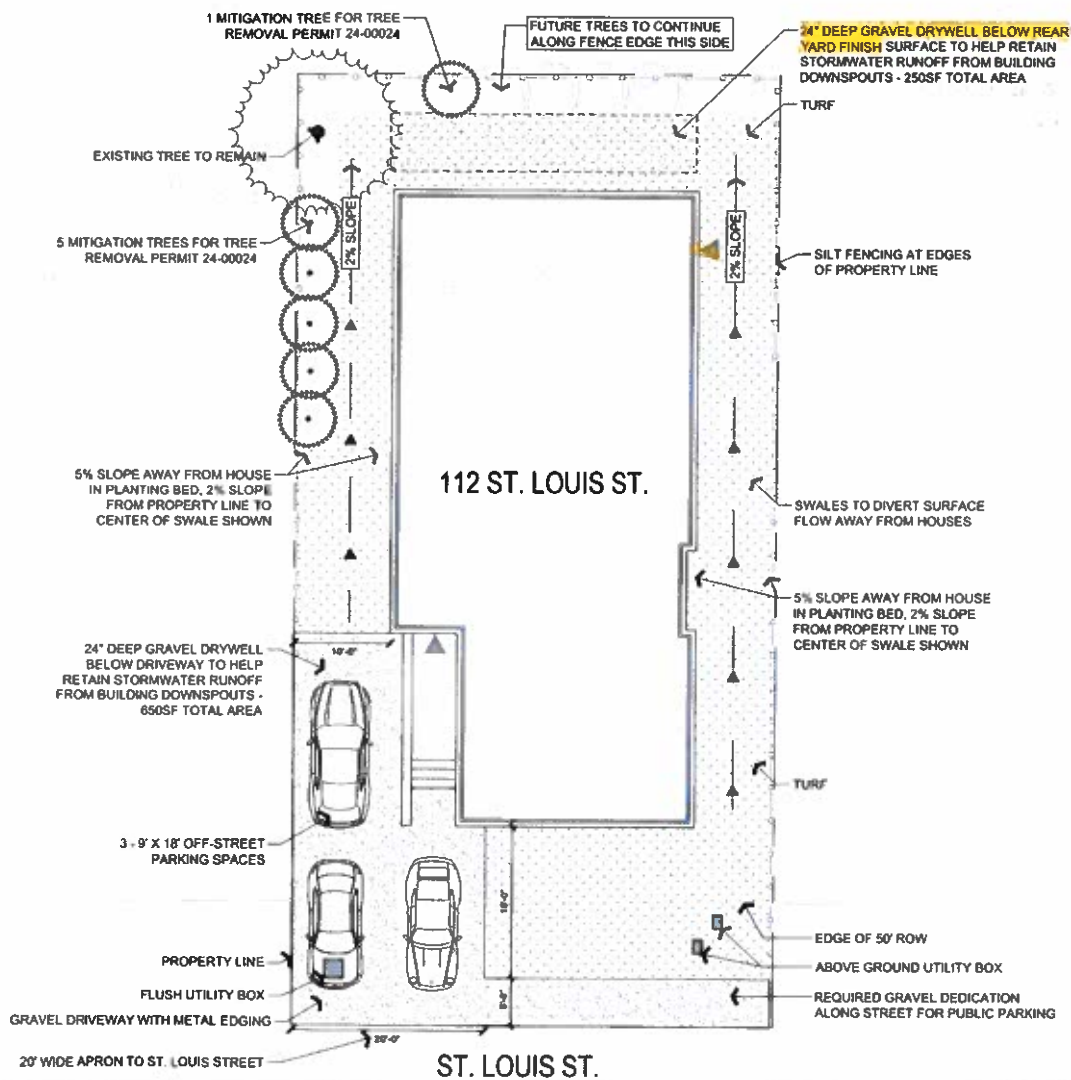 1 MITIGATION TREE FOR TREE
REMOVAL PERMIT 24-00024
FUTURE TREES TO CONTINUE
ALONG FENCE EDGE THIS SIDE
24" DEEP GRAVEL DRYWELL BELOW REAR
YARD FINISH SURFACE TO HELP RETAIN
STORMWATER RUNOFF FROM BUILDING
DOWNSPOUTS - 250SF TOTAL AREA
TURF
EXISTING TREE TO REMAIN
5 MITIGATION TREES FOR TREE
REMOVAL PERMIT 24-00024
2% SLOPE
2% SLOPE
SILT FENCING AT EDGES
OF PROPERTY LINE
5% SLOPE AWAY FROM HOUSE
IN PLANTING BED, 2% SLOPE
FROM PROPERTY LINE TO
CENTER OF SWALE SHOWN
112 ST. LOUIS ST.
SWALES TO DIVERT SURFACE
FLOW AWAY FROM HOUSES
5% SLOPE AWAY FROM HOUSE
IN PLANTING BED, 2% SLOPE
FROM PROPERTY LINE TO
CENTER OF SWALE SHOWN
24" DEEP GRAVEL DRYWELL
BELOW DRIVEWAY TO HELP
RETAIN STORMWATER RUNOFF
FROM BUILDING DOWNSPOUTS -
650SF TOTAL AREA
TURF
3 - 9' X 18' OFF-STREET
PARKING SPACES
EDGE OF 50' ROW
PROPERTY LINE
ABOVE GROUND UTILITY BOX
FLUSH UTILITY BOX
REQUIRED GRAVEL DEDICATION
ALONG STREET FOR PUBLIC PARKING
GRAVEL DRIVEWAY WITH METAL EDGING
20'-0"
20' WIDE APRON TO ST. LOUIS STREET
ST. LOUIS ST.